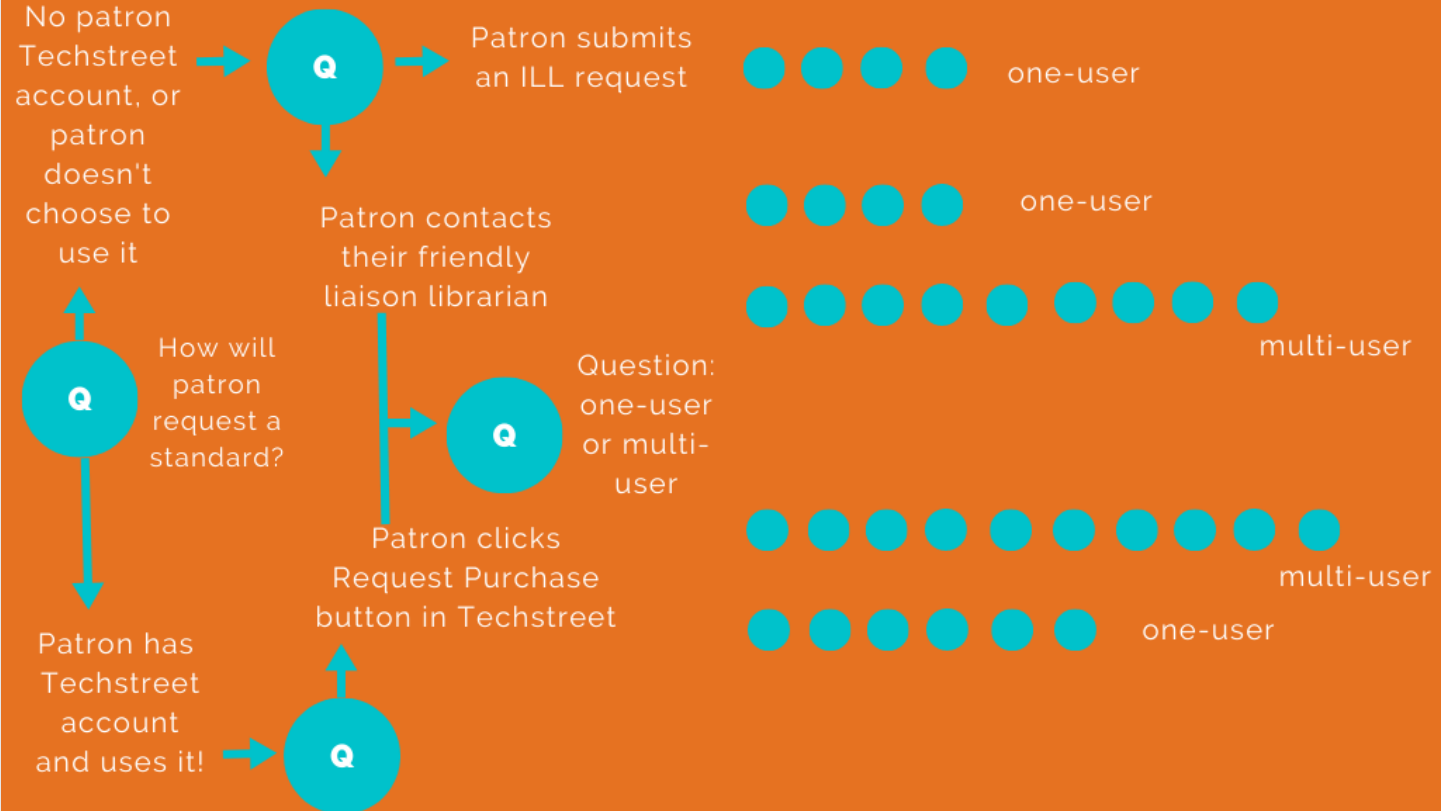 No patron
Techstreet
account, or
patron
doesn't
choose to
use it
Q
Patron submits
an ILL request
one-user
Patron contacts
their friendly
liaison librarian
one-user
multi-user
Q
How will
patron
request a
standard?
Q
Question:
one-user
or multi-
user
Patron clicks
Request Purchase
button in Techstreet
multi-user
one-user
Patron has
Techstreet
account
and uses it!
Q